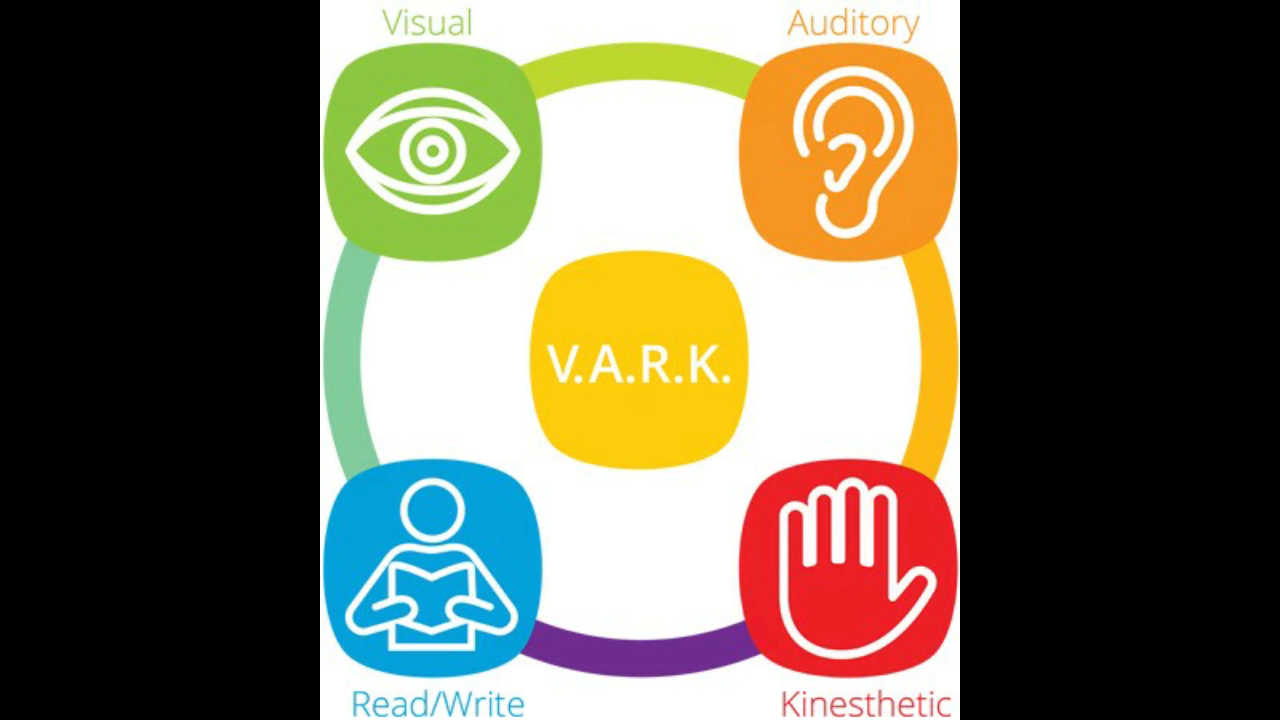 Visual
Auditory
V.A.R.K.
Read/Write
Kinesthetic